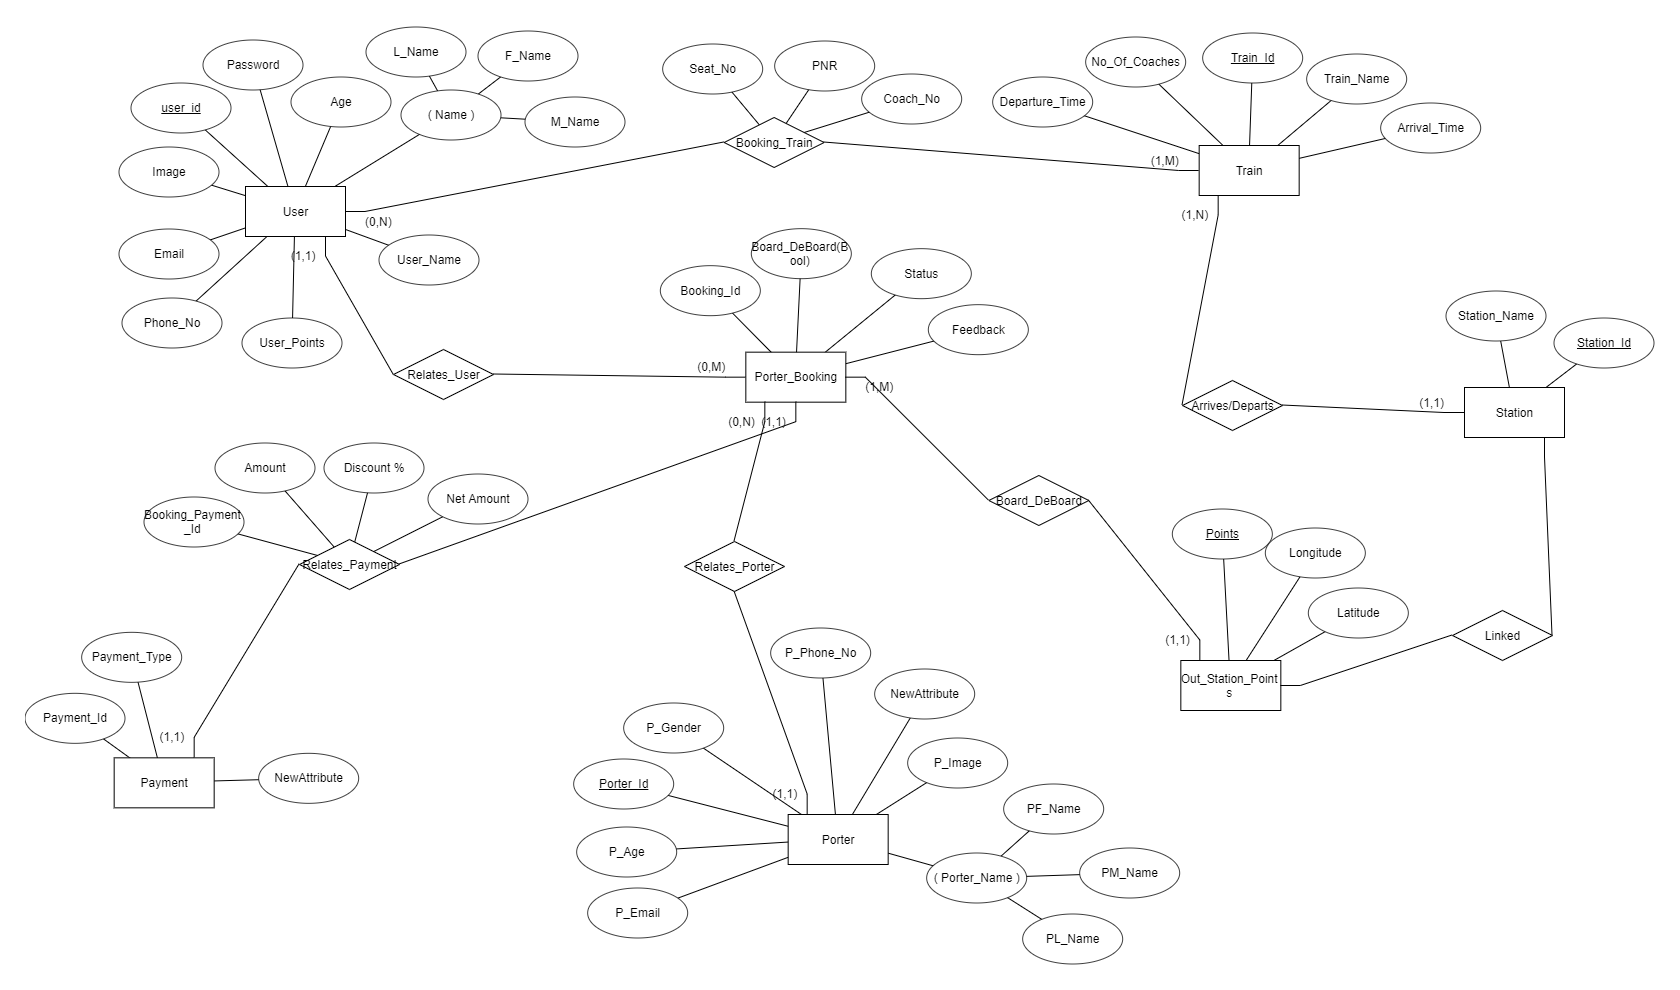 L_Name
F_Name
Password
Age
user_id
( Name )
M_Name
Image
User
(0,N)
Email
(1,1)
User_Name
Phone_No
User_Points
Seat_No
PNR
Coach_No
Booking_Train
No_Of_Coaches
Train_Id
Train_Name
Departure_Time
Arrival_Time
(1,M)
Train
(1,N)
Board_DeBoard(B
ool)
Booking_Id
Status
Feedback
Relates_User
(0,M)
Porter_Booking
(1,M)
(0,N)
(1,1)
Station_Name
Station_Id
Arrives/Departs
(1,1)
Station
Amount
Discount %
Net Amount
Booking_Payment
_Id
Relates_Payment
Relates_Porter
Board_DeBoard
Points
Longitude
Latitude
(1,1)
Linked
Out_Station_Point
s
Payment_Type
Payment_Id
(1,1)
Payment
NewAttribute
P_Phone_No
NewAttribute
P_Gender
P_Image
Porter_Id
(1,1)
P_Age
Porter
PF_Name
( Porter_Name )
PM_Name
P_Email
PL_Name